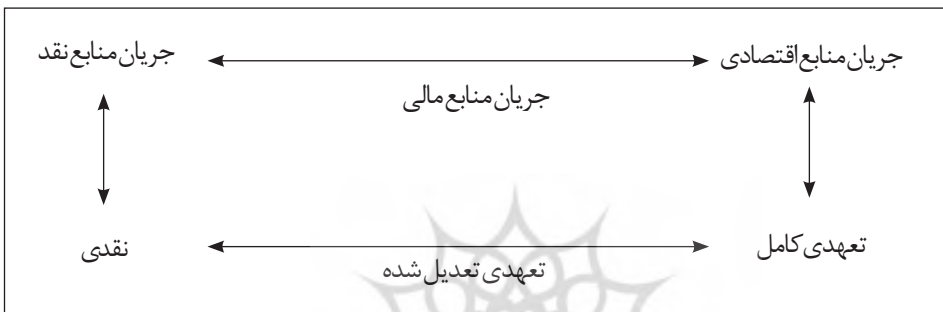 جریان منابع اقتصادی
جریان منابع نقد
جریان منابع مالی
تعهدی کامل
نقدی
تعهدی تعدیل شده